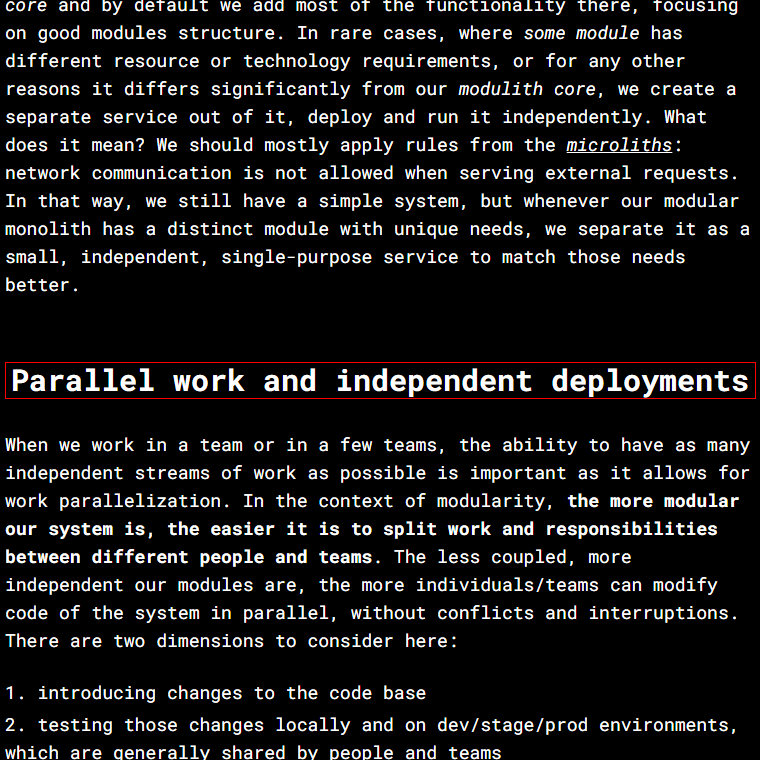 core and by default we add most of the functionality there, focusing
on good modules structure. In rare cases, where some module has
different resource or technology requirements, or for any other
reasons it differs significantly from our modulith core, we create a
separate service out of it, deploy and run it independently. What
does it mean? We should mostly apply rules from the microliths:
network communication is not allowed when serving external requests.
In that way, we still have a simple system, but whenever our modular
monolith has a distinct module with unique needs, we separate it as a
small, independent, single-purpose service to match those needs
better.
Parallel work and independent deployments
When we work in a team or in a few teams, the ability to have as many
independent streams of work as possible is important as it allows for
work parallelization. In the context of modularity, the more modular
our system is, the easier it is to split work and responsibilities
between different people and teams. The less coupled, more
independent our modules are, the more individuals/teams can modify
code of the system in parallel, without conflicts and interruptions.
There are two dimensions to consider here:
1. introducing changes to the code base
2. testing those changes locally and on dev/stage/prod environments,
which are generally shared by people and teams